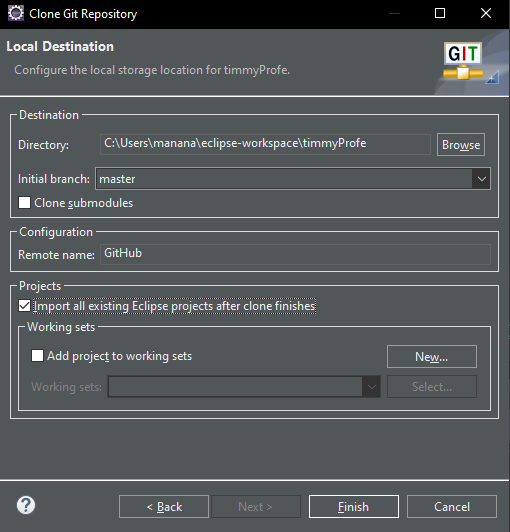 Clone Git Repository
Local Destination
Configure the local storage location for timmyProfe.
GIT
Destination
Directory: C:\Users\manana\eclipse-workspace\timmyProfe Browse
Initial branch: master
Clone submodules
Configuration
Remote name: GitHub
Projects
Import all existing Eclipse projects after clone finishes
Working sets
Add project to working sets New...
Working sets: Select...
? < Back Next > Finish Cancel